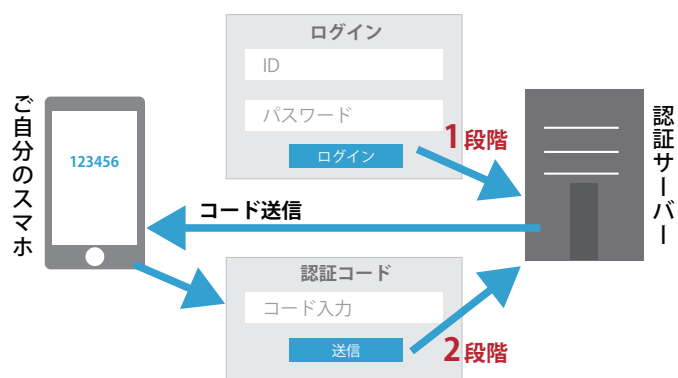 ログイン
ID
パスワード
ログイン
1段階
ご自分のスマホ
123456
認証サーバー
コード送信
認証コード
コード入力
送信
2段階